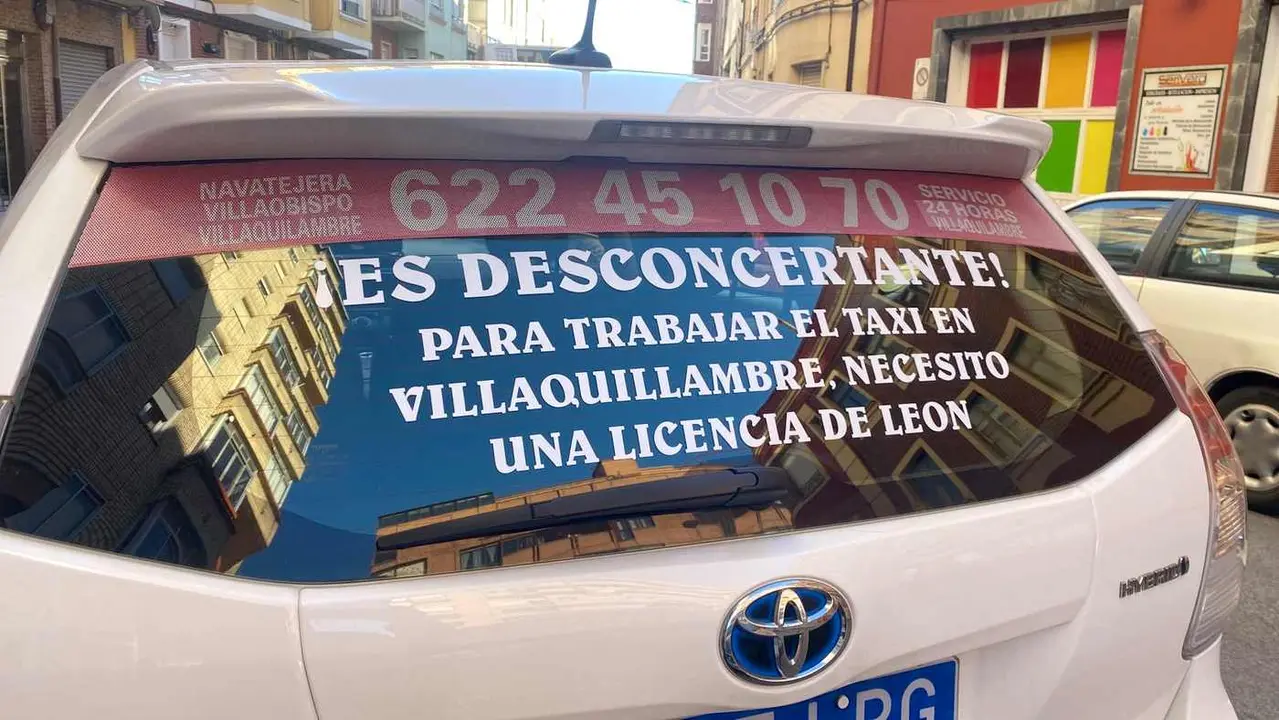 NAVATEJERA
VILLAOBISPO
VILLAQUILAMBRE
622 45 10 70
SERVICIO
24 HORAS
VILLAQUILAMBRE
¡ES DESCONCERTANTE!
PARA TRABAJAR EL TAXI EN
VILLAQUILLAMBRE, NECESITO
UNA LICENCIA DE LEON
HYBRID